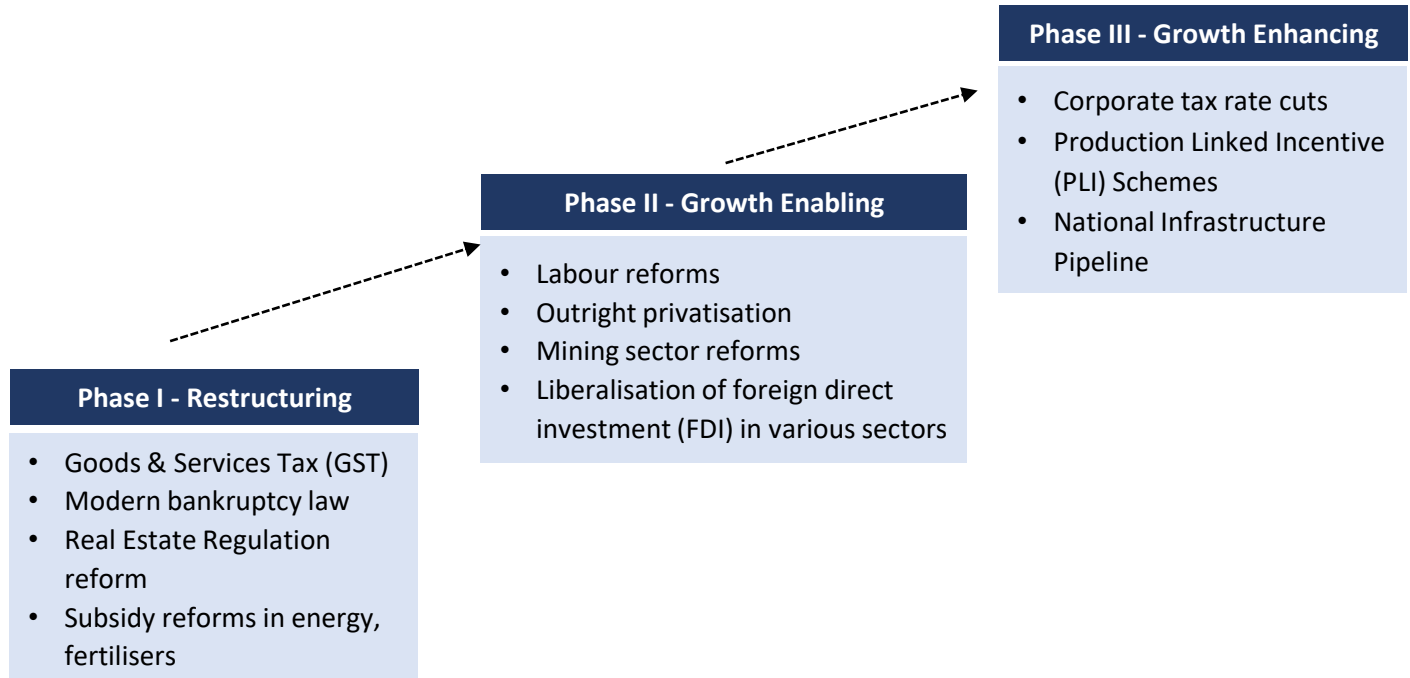 Phase III - Growth Enhancing
• Corporate tax rate cuts
• Production Linked Incentive
(PLI) Schemes
• National Infrastructure
Pipeline
Phase II - Growth Enabling
• Labour reforms
• Outright privatisation
• Mining sector reforms
• Liberalisation of foreign direct
investment (FDI) in various sectors
Phase I - Restructuring
• Goods & Services Tax (GST)
• Modern bankruptcy law
• Real Estate Regulation
reform
• Subsidy reforms in energy,
fertilisers